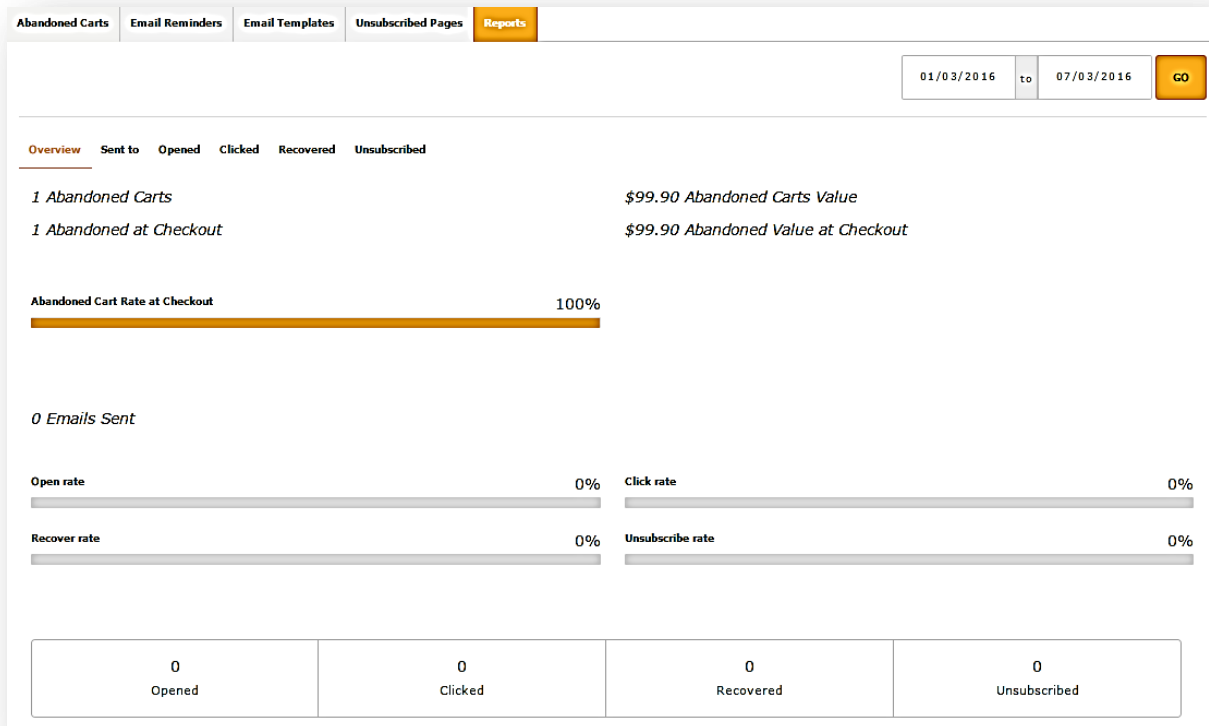 Abandoned Carts Email Reminders Email Templates Unsubscribed Pages Reports
01/03/2016 to 07/03/2016 GO
Overview Sent to Opened Clicked Recovered Unsubscribed
1 Abandoned Carts $99.90 Abandoned Carts Value
1 Abandoned at Checkout $99.90 Abandoned Value at Checkout
Abandoned Cart Rate at Checkout 100%
0 Emails Sent
Open rate 0% Click rate 0%
Recover rate 0% Unsubscribe rate 0%
0 0 0 0
Opened Clicked Recovered Unsubscribed